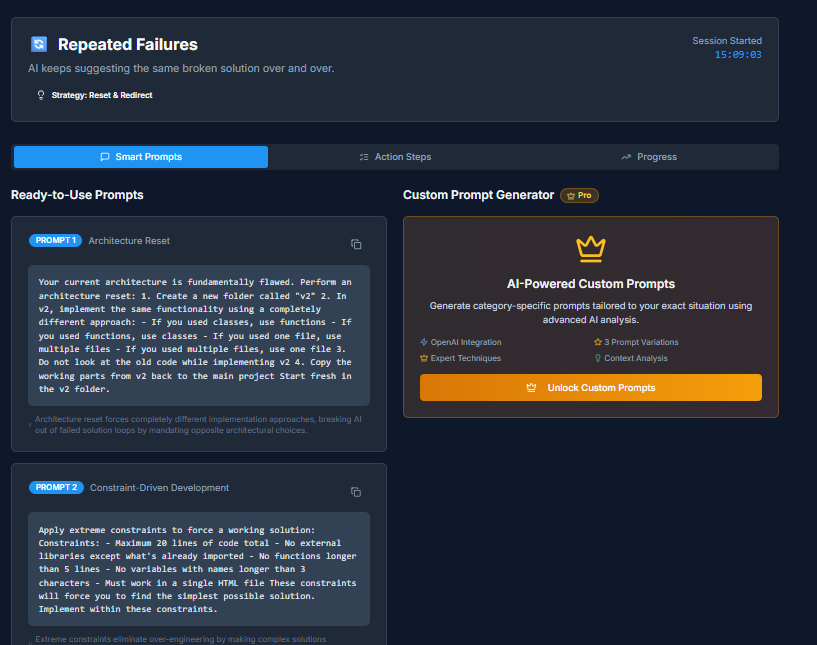 Repeated Failures
AI keeps suggesting the same broken solution over and over.
Strategy: Reset & Redirect
Session Started
15:09:03
Smart Prompts
Action Steps
Progress
Ready-to-Use Prompts
PROMPT 1 Architecture Reset
Your current architecture is fundamentally flawed. Perform an
architecture reset: 1. Create a new folder called "v2" 2. In
v2, implement the same functionality using a completely
different approach: - If you used classes, use functions - If
you used functions, use classes - If you used one file, use
multiple files - If you used multiple files, use one file 3.
Do not look at the old code while implementing v2 4. Copy the
working parts from v2 back to the main project Start fresh in
the v2 folder.
Architecture reset forces completely different implementation approaches, breaking AI
out of failed solution loops by mandating opposite architectural choices.
PROMPT 2 Constraint-Driven Development
Apply extreme constraints to force a working solution:
Constraints: - Maximum 20 lines of code total - No external
libraries except what's already imported - No functions longer
than 5 lines - No variables with names longer than 3
characters - Must work in a single HTML file These constraints
will force you to find the simplest possible solution.
Implement within these constraints.
Extreme constraints eliminate over-engineering by making complex solutions
Custom Prompt Generator Pro
AI-Powered Custom Prompts
Generate category-specific prompts tailored to your exact situation using
advanced AI analysis.
OpenAI Integration
3 Prompt Variations
Expert Techniques
Context Analysis
Unlock Custom Prompts